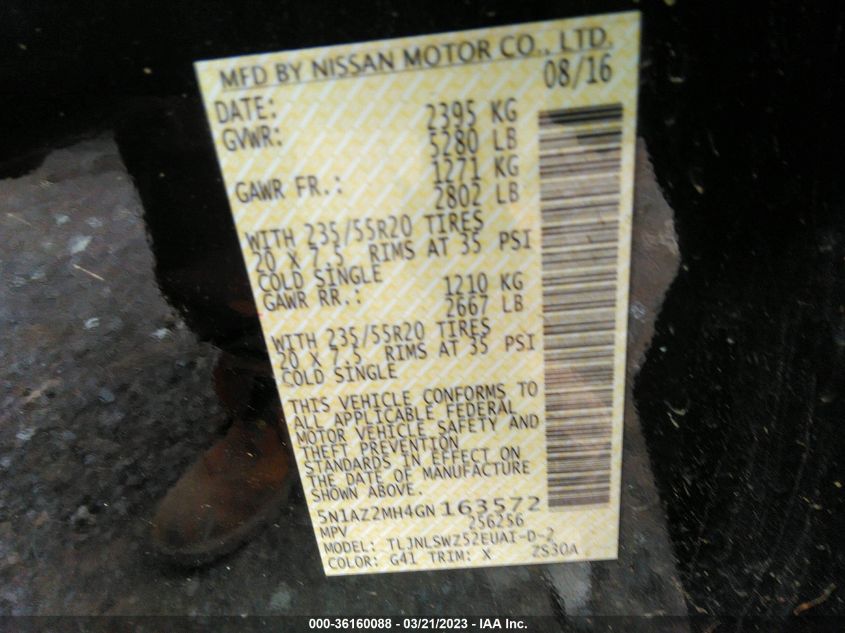 MFD BY NISSAN MOTOR CO., LTD.
DATE: 08/16
GVWR: 2395 KG
5280 LB
GAWR FR.: 1271 KG
2802 LB
WITH 235/55R20 TIRES
20 X 7.5 RIMS AT 35 PSI
COLD SINGLE
GAWR RR.: 1210 KG
2667 LB
WITH 235/55R20 TIRES
20 X 7.5 RIMS AT 35 PSI
COLD SINGLE
THIS VEHICLE CONFORMS TO
ALL APPLICABLE FEDERAL
MOTOR VEHICLE SAFETY AND
THEFT PREVENTION
STANDARDS IN EFFECT ON
THE DATE OF MANUFACTURE
SHOWN ABOVE.
5N1AZ2MH4GN 163572
MPV 256256
MODEL: TLJNLSWZ52EUAI-D-2
COLOR: G41 TRIM: X ZS30A
000-36160088 - 03/21/2023 - IAA Inc.